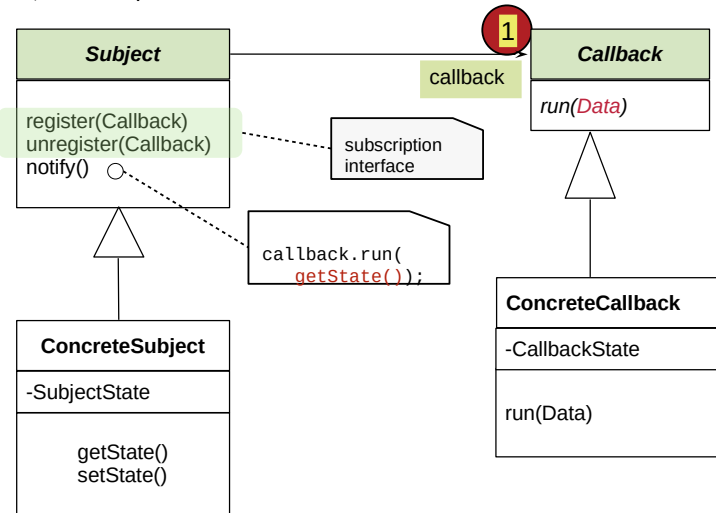 Subject
1
Callback
callback
run(Data)
register(Callback)
unregister(Callback)
notify()
subscription
interface
callback.run(
getState());
ConcreteSubject
-SubjectState
getState()
setState()
ConcreteCallback
-CallbackState
run(Data)